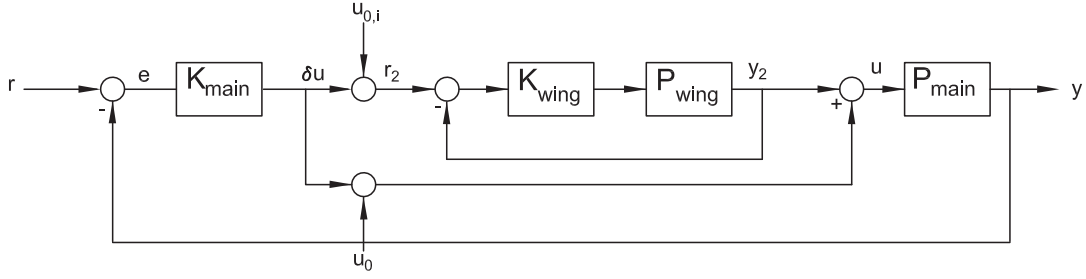 u0,i
r
e
Kmain
δu
r2
Kwing
Pwing
y2
u
Pmain
y
-
-
+
u0